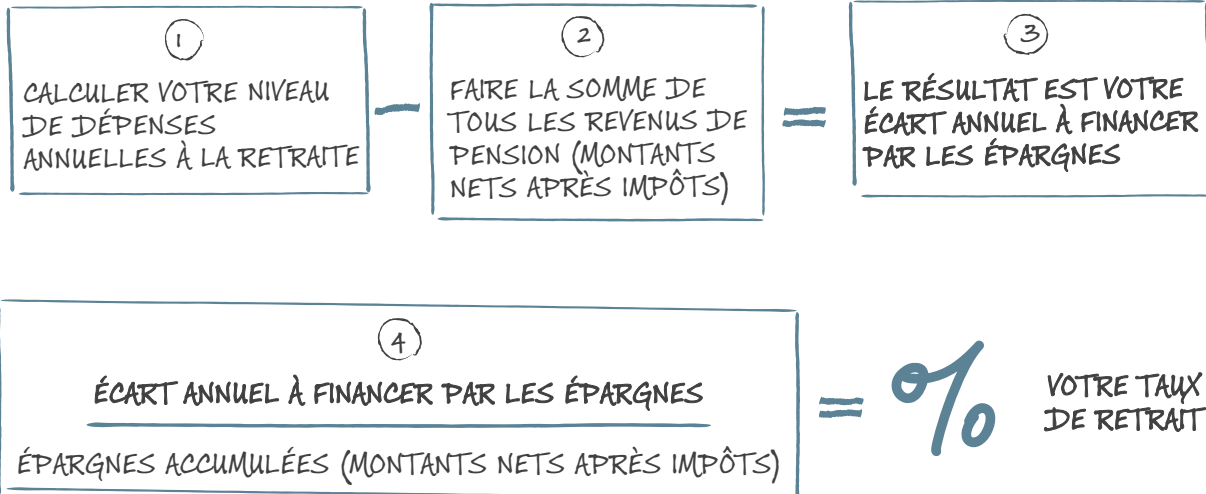 1
CALCULER VOTRE NIVEAU
DE DÉPENSES
ANNUELLES À LA RETRAITE
−
2
FAIRE LA SOMME DE
TOUS LES REVENUS DE
PENSION (MONTANTS
NETS APRÈS IMPÔTS)
=
3
LE RÉSULTAT EST VOTRE
ÉCART ANNUEL À FINANCER
PAR LES ÉPARGNES
4
ÉCART ANNUEL À FINANCER PAR LES ÉPARGNES
ÉPARGNES ACCUMULÉES (MONTANTS NETS APRÈS IMPÔTS)
= %
VOTRE TAUX
DE RETRAIT